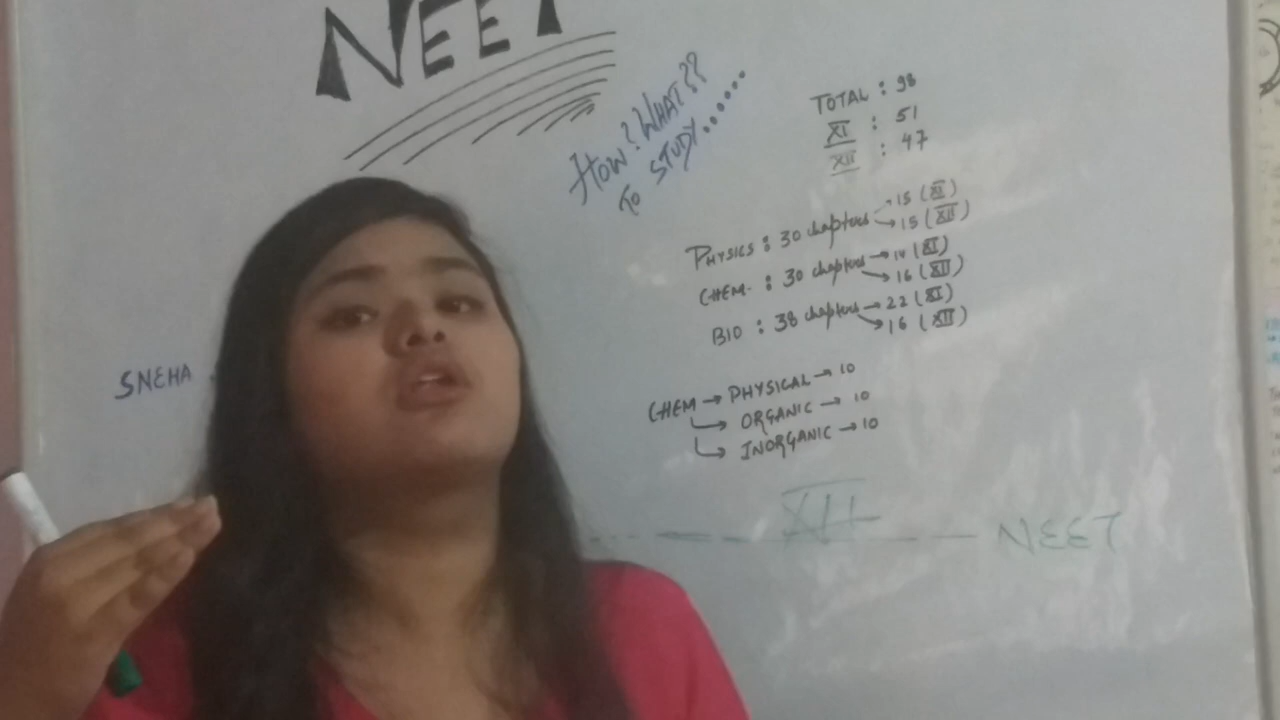 NEET
HOW? WHAT??
TO STUDY......
TOTAL : 98
XI : 51
XII : 47
PHYSICS : 30 chapters → 15 (XI)
→ 15 (XII)
CHEM. : 30 chapters → 14 (XI)
→ 16 (XII)
BIO : 38 chapters → 22 (XI)
→ 16 (XII)
SNEHA
CHEM → PHYSICAL → 10
→ ORGANIC → 10
→ INORGANIC → 10
XII
NEET